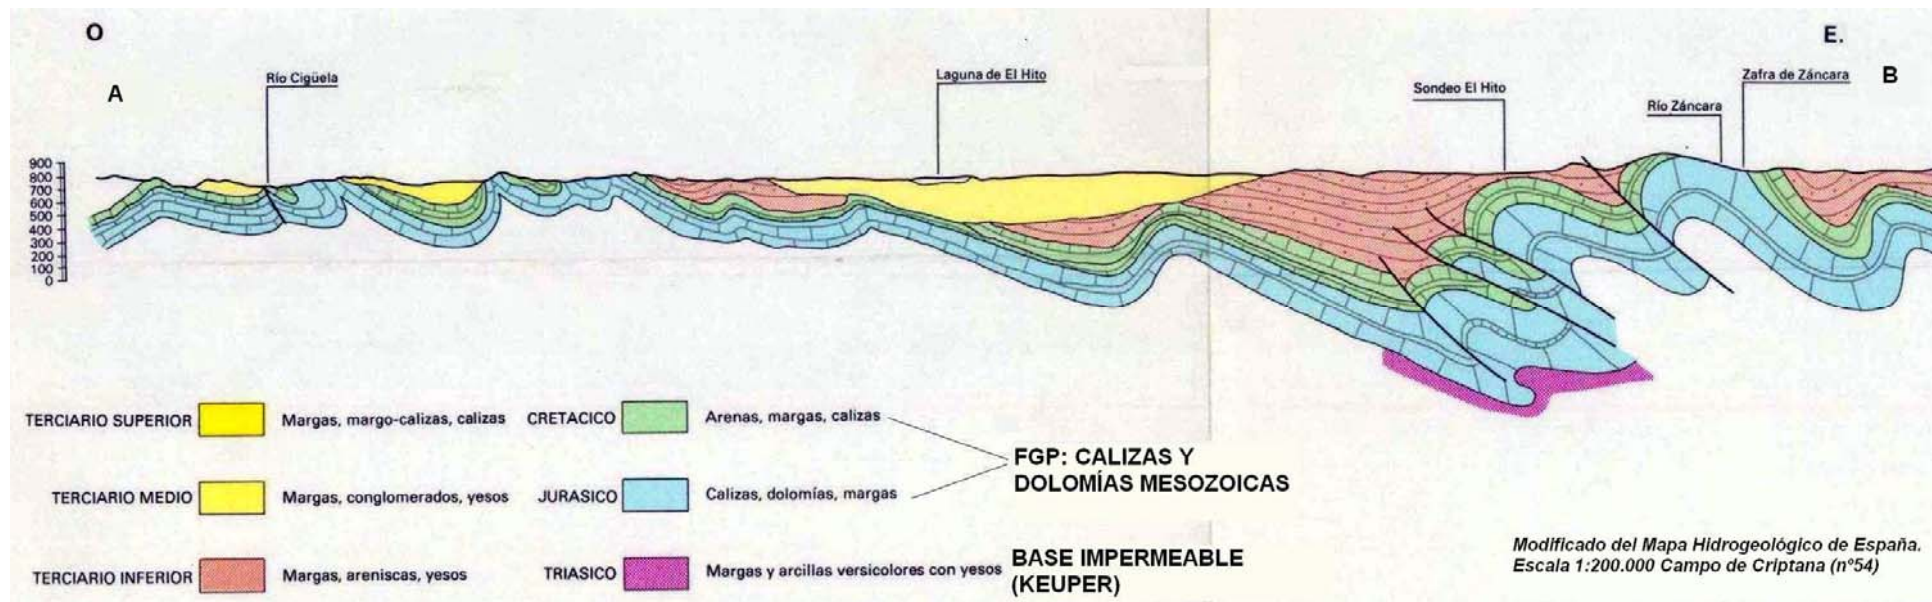 O
E.
A
Río Cigüela
Laguna de El Hito
Sondeo El Hito
Río Záncara
Zafra de Záncara
B
900
800
700
600
500
400
300
200
100
0
TERCIARIO SUPERIOR
Margas, margo-calizas, calizas
CRETACICO
Arenas, margas, calizas
FGP: CALIZAS Y
DOLOMÍAS MESOZOICAS
TERCIARIO MEDIO
Margas, conglomerados, yesos
JURASICO
Calizas, dolomías, margas
TERCIARIO INFERIOR
Margas, areniscas, yesos
TRIASICO
Margas y arcillas versicolores con yesos
BASE IMPERMEABLE
(KEUPER)
Modificado del Mapa Hidrogeológico de España.
Escala 1:200.000 Campo de Criptana (nº54)